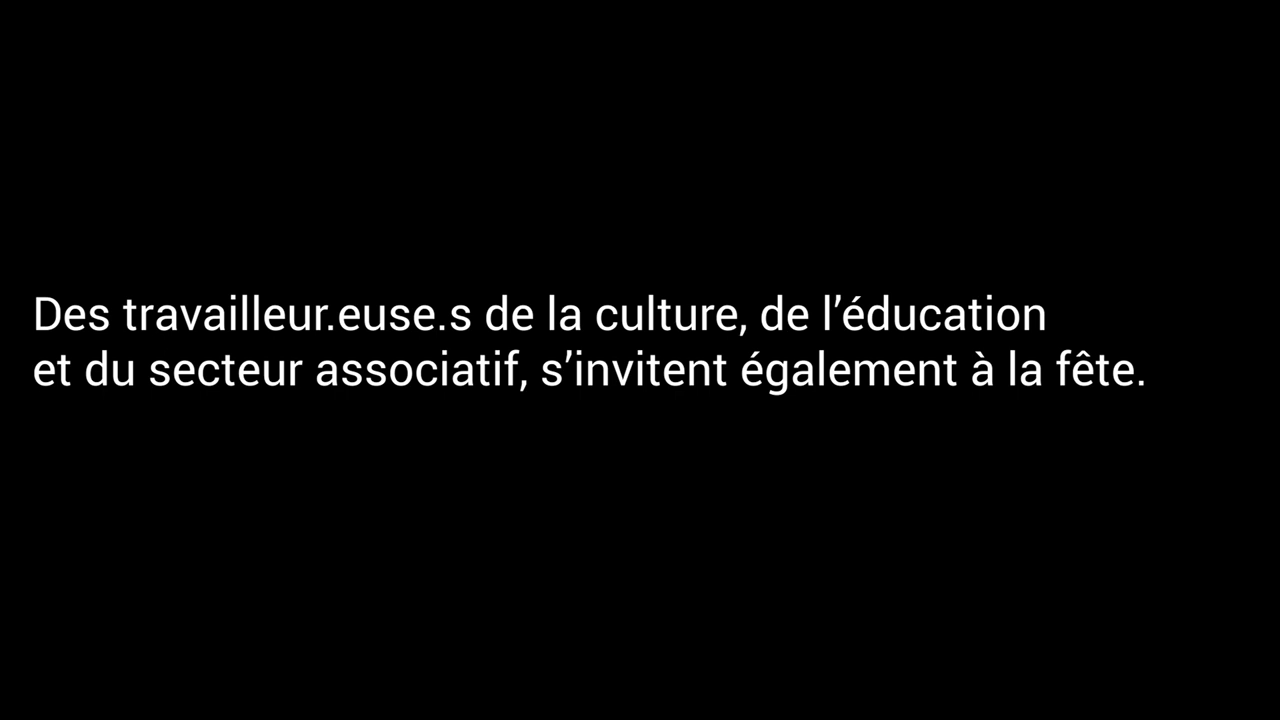 Des travailleur.euse.s de la culture, de l’éducation
et du secteur associatif, s’invitent également à la fête.